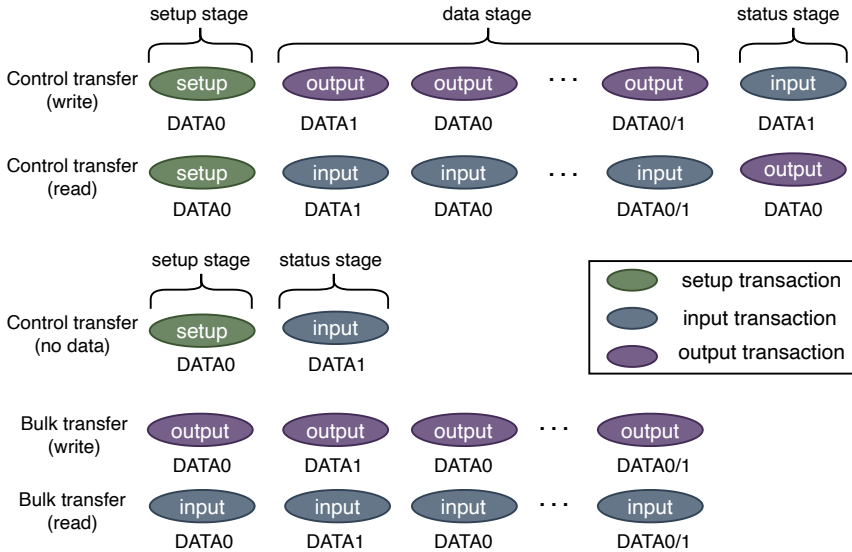 setup stage data stage status stage
Control transfer
(write)
setup output output ··· output input
DATA0 DATA1 DATA0 DATA0/1 DATA1
Control transfer
(read)
setup input input ··· input output
DATA0 DATA1 DATA0 DATA0/1 DATA0
setup stage status stage
Control transfer
(no data)
setup input
DATA0 DATA1
setup transaction
input transaction
output transaction
Bulk transfer
(write)
output output output ··· output
DATA0 DATA1 DATA0 DATA0/1
Bulk transfer
(read)
input input input ··· input
DATA0 DATA1 DATA0 DATA0/1